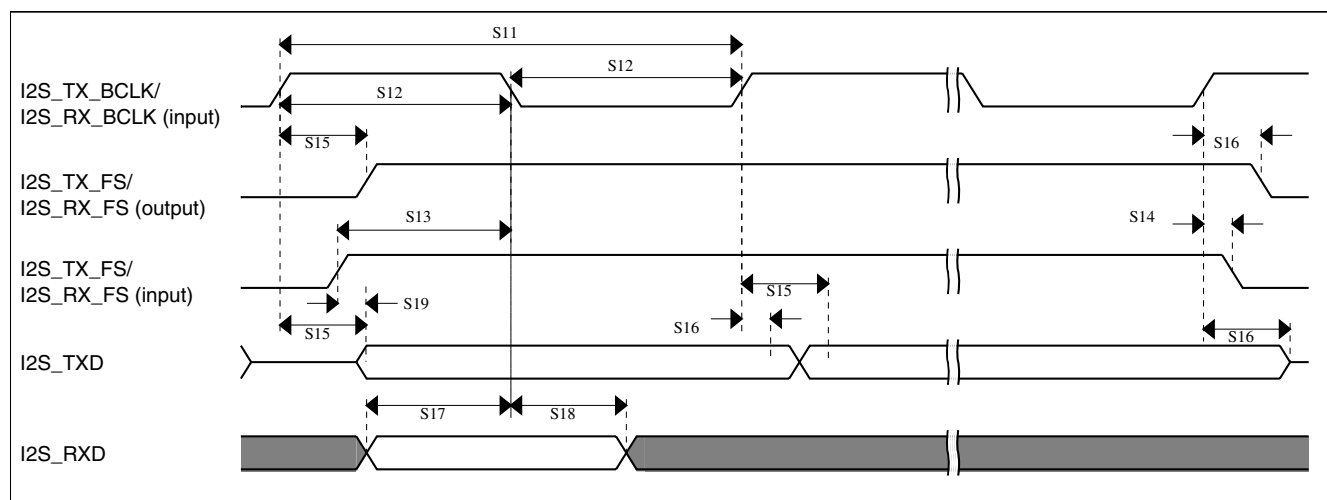 S11
I2S_TX_BCLK/
I2S_RX_BCLK (input)
S12
S12
S15
S16
I2S_TX_FS/
I2S_RX_FS (output)
S13
S14
I2S_TX_FS/
I2S_RX_FS (input)
S19
S15
S15
S16
S16
I2S_TXD
S17
S18
I2S_RXD